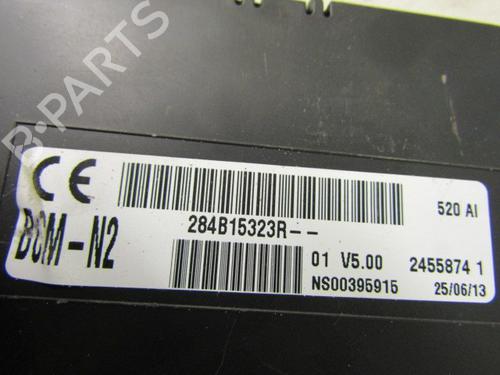 B-PARTS
CE
520 AI
284B15323R--
BCM-N2
01 V5.00
2455874 1
NS00395915
25/06/13